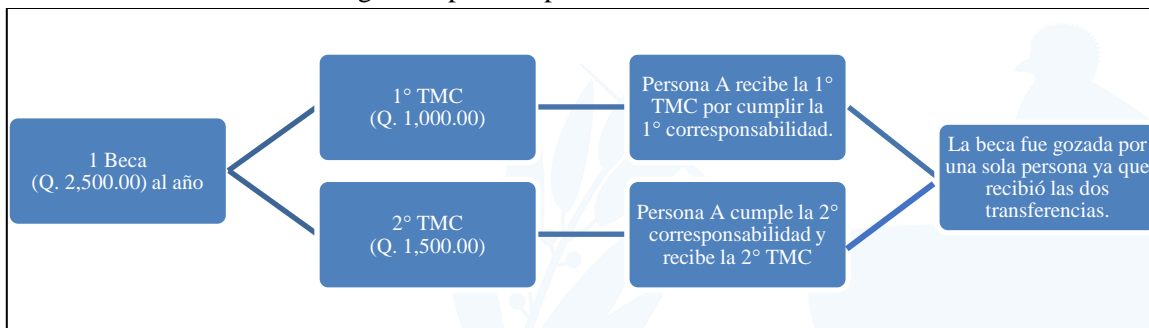 1 Beca
(Q. 2,500.00) al año
1° TMC
(Q. 1,000.00)
Persona A recibe la 1°
TMC por cumplir la
1° corresponsabilidad.
2° TMC
(Q. 1,500.00)
Persona A cumple la 2°
corresponsabilidad y
recibe la 2° TMC
La beca fue gozada por
una sola persona ya que
recibió las dos
transferencias.